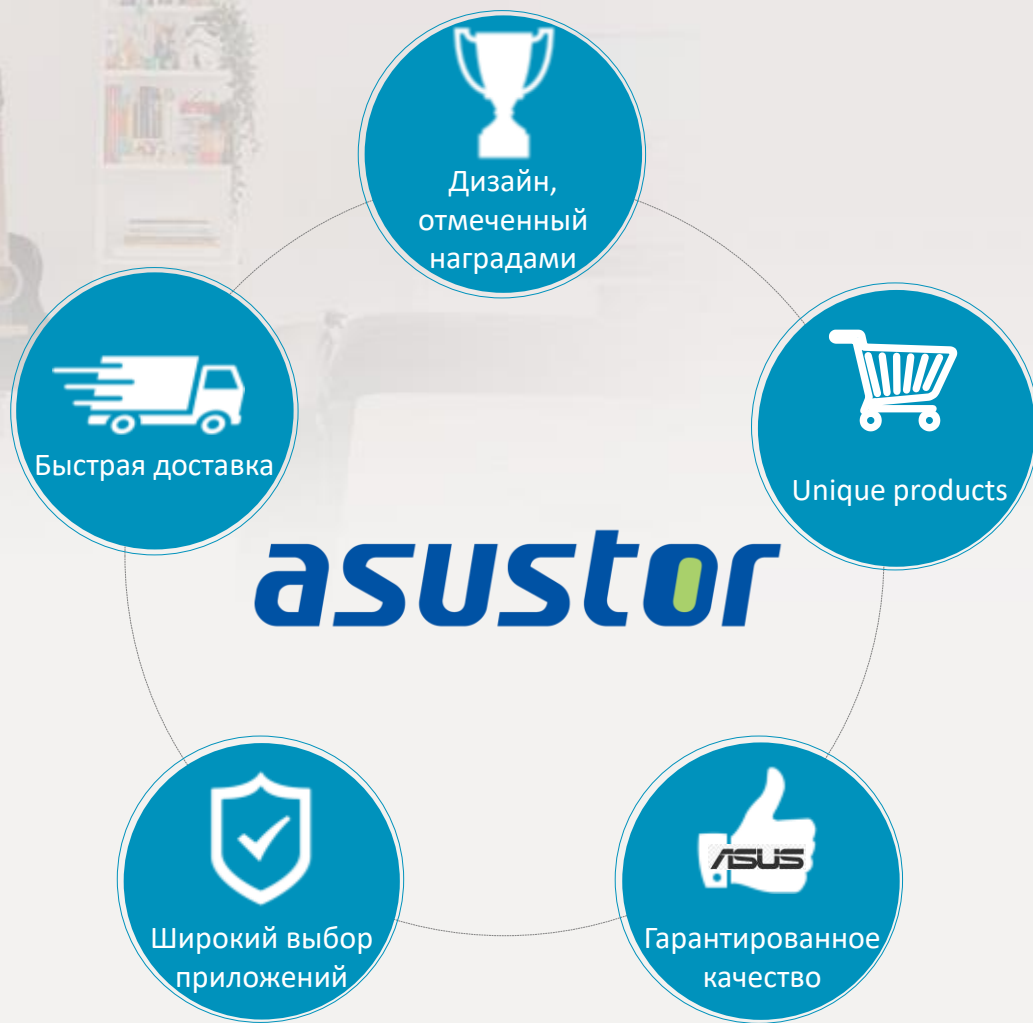 Дизайн,
отмеченный
наградами
Быстрая доставка
Unique products
asustor
ASUS
Широкий выбор
приложений
Гарантированное
качество